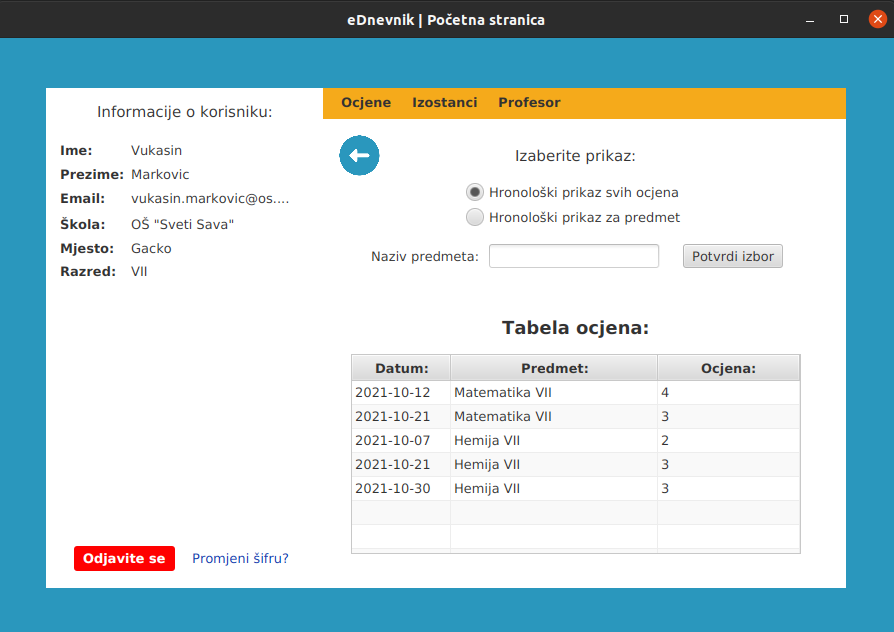 eDnevnik | Početna stranica
Informacije o korisniku:
Ime: Vukasin
Prezime: Markovic
Email: vukasin.markovic@os....
Škola: OŠ "Sveti Sava"
Mjesto: Gacko
Razred: VII
Odjavite se Promjeni šifru?
Ocjene Izostanci Profesor
Izaberite prikaz:
Hronološki prikaz svih ocjena
Hronološki prikaz za predmet
Naziv predmeta: Potvrdi izbor
Tabela ocjena:
Datum: Predmet: Ocjena:
2021-10-12 Matematika VII 4
2021-10-21 Matematika VII 3
2021-10-07 Hemija VII 2
2021-10-21 Hemija VII 3
2021-10-30 Hemija VII 3